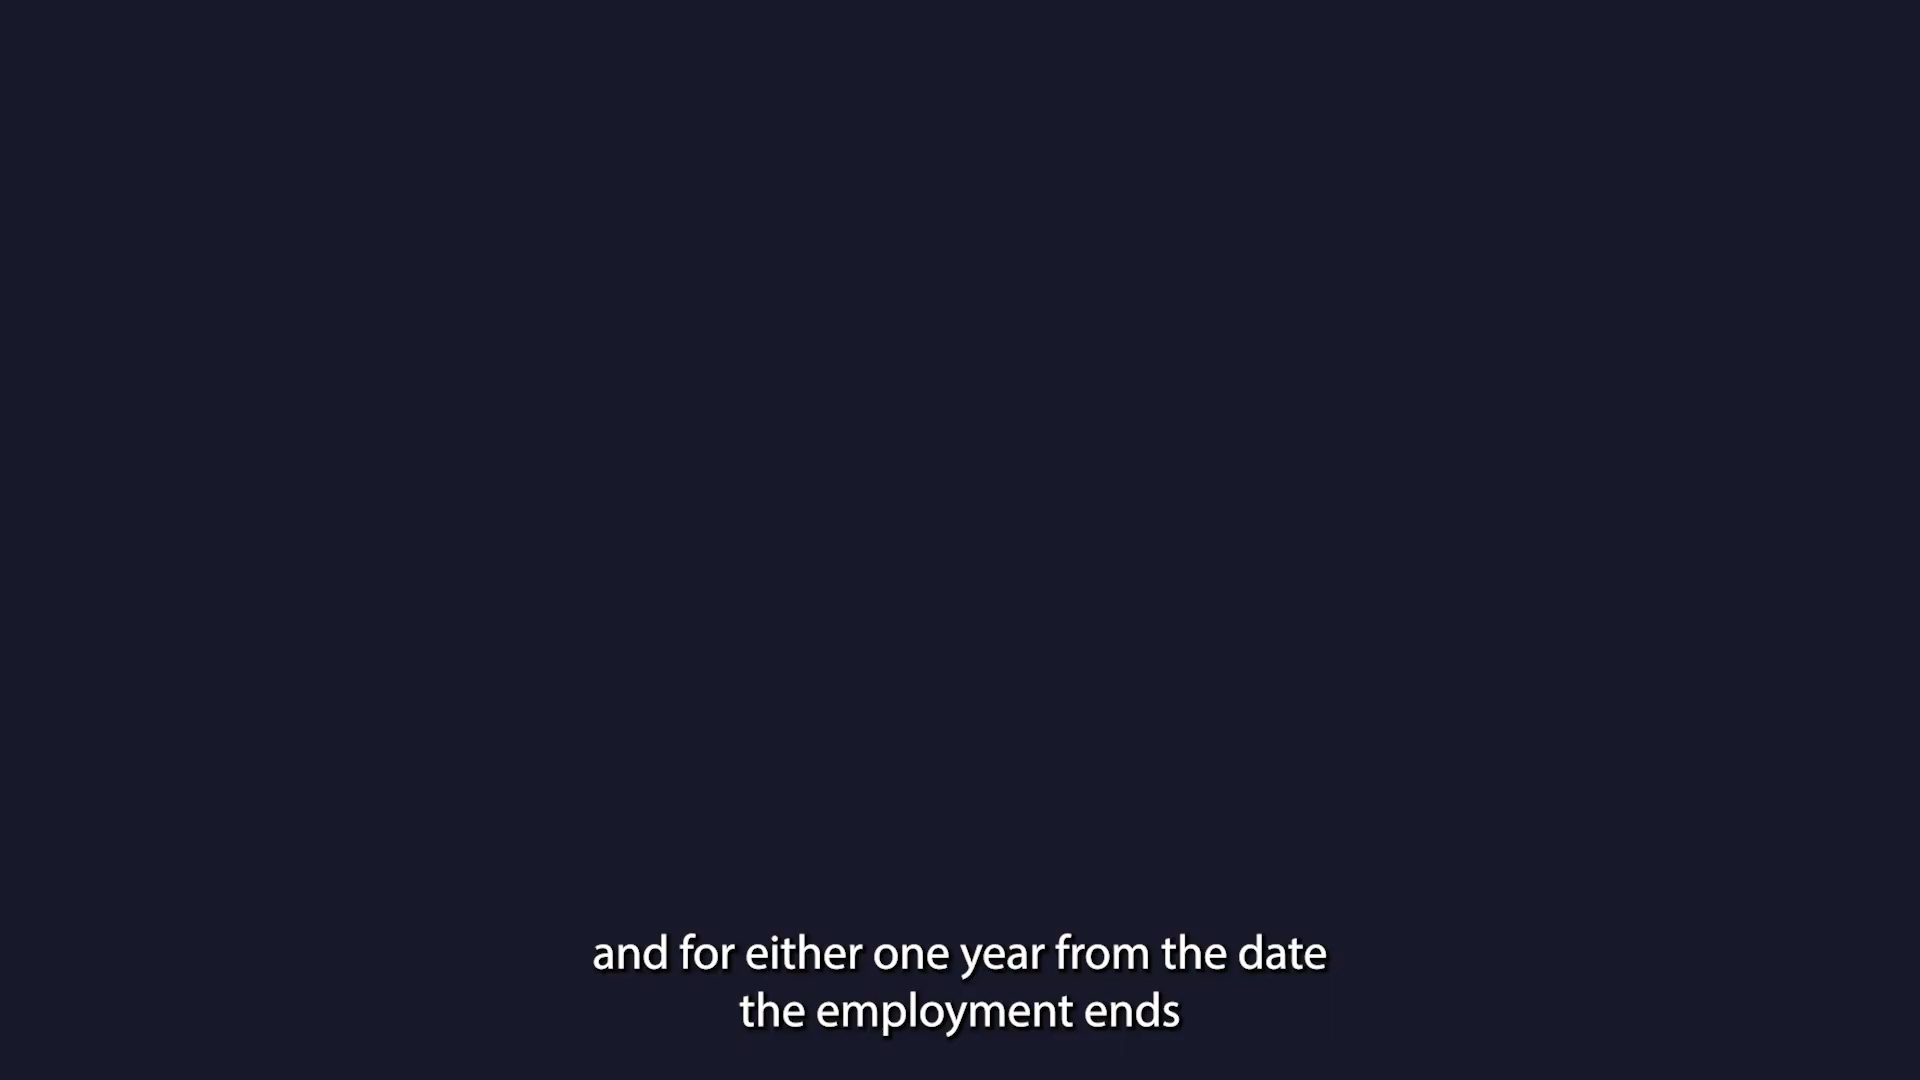 and for either one year from the date
the employment ends